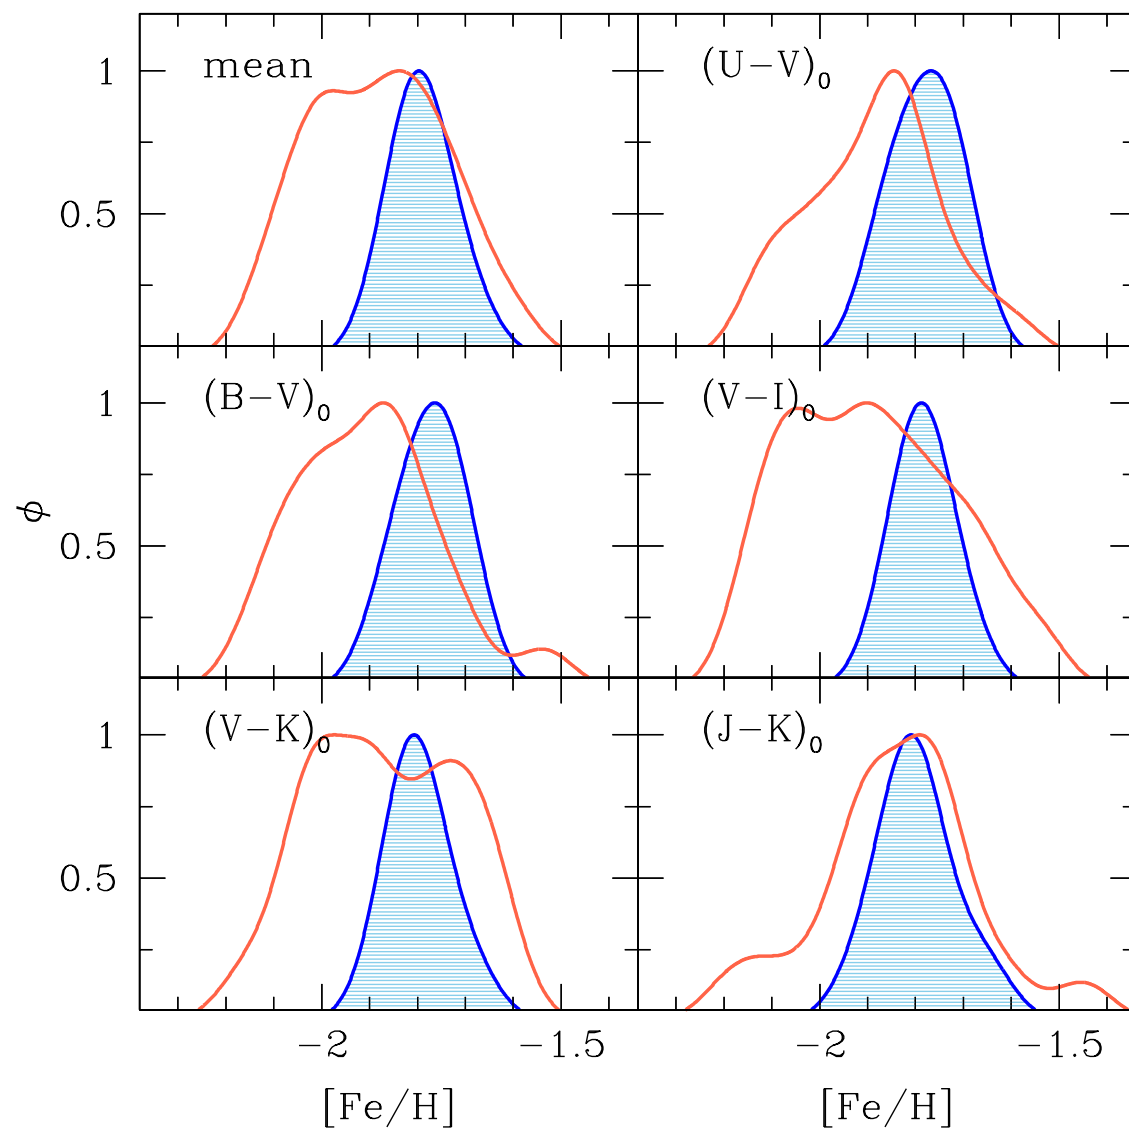 mean
(U−V)₀
1
0.5
(B−V)₀
(V−I)₀
1
0.5
ϕ
(V−K)₀
(J−K)₀
1
0.5
−2
−1.5
−2
−1.5
[Fe/H]
[Fe/H]